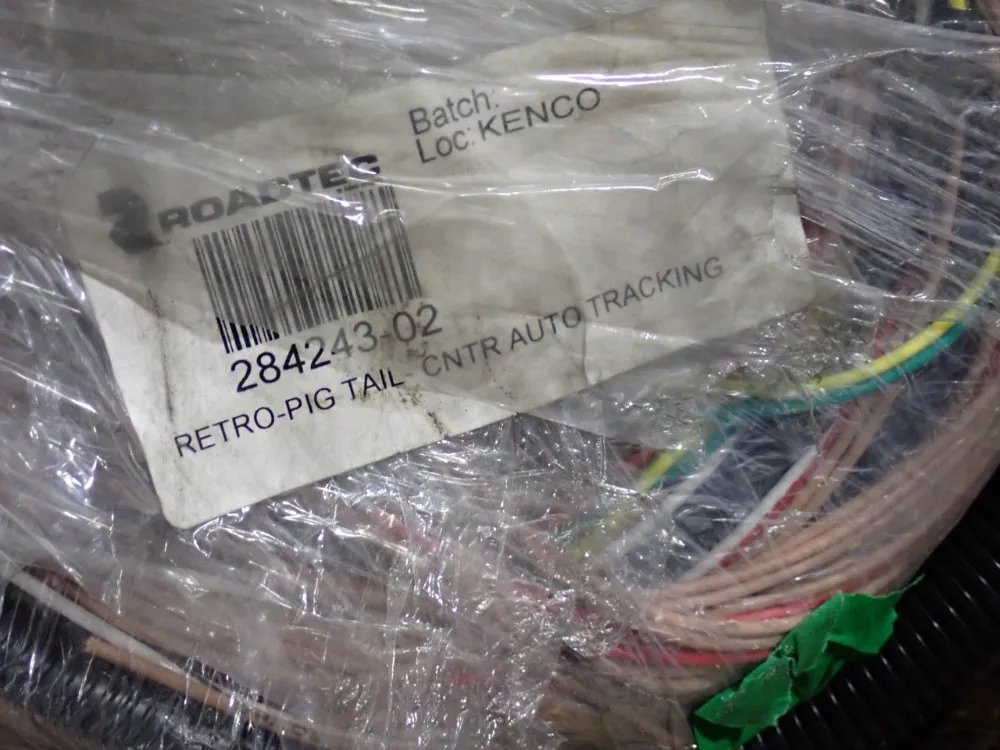 Batch:
Loc: KENCO
ROADTEC
284243-02
RETRO-PIG TAIL - CNTR AUTO TRACKING